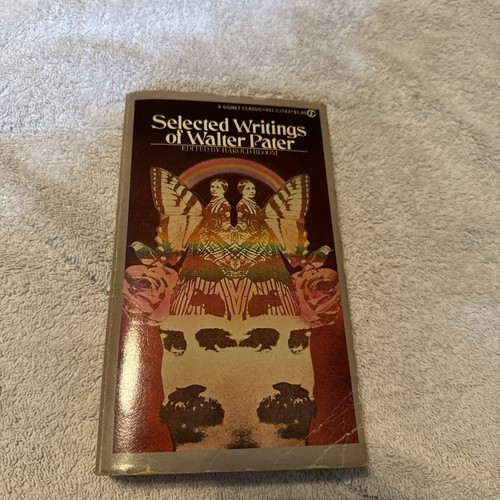 A SIGNET CLASSIC
Selected Writings
of Walter Pater
EDITED BY HAROLD BLOOM